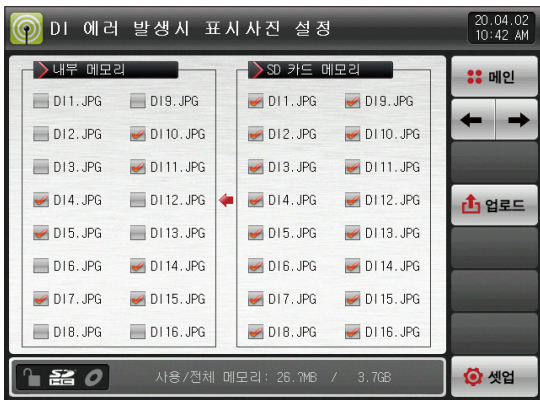 DI 에러 발생시 표시사진 설정
20.04.02
10:42 AM
내부 메모리
DI1.JPG DI9.JPG
DI2.JPG DI10.JPG
DI3.JPG DI11.JPG
DI4.JPG DI12.JPG
DI5.JPG DI13.JPG
DI6.JPG DI14.JPG
DI7.JPG DI15.JPG
DI8.JPG DI16.JPG
SD 카드 메모리
DI1.JPG DI9.JPG
DI2.JPG DI10.JPG
DI3.JPG DI11.JPG
DI4.JPG DI12.JPG
DI5.JPG DI13.JPG
DI6.JPG DI14.JPG
DI7.JPG DI15.JPG
DI8.JPG DI16.JPG
메인
업로드
셋업
SD HC
사용/전체 메모리: 26.7MB / 3.7GB